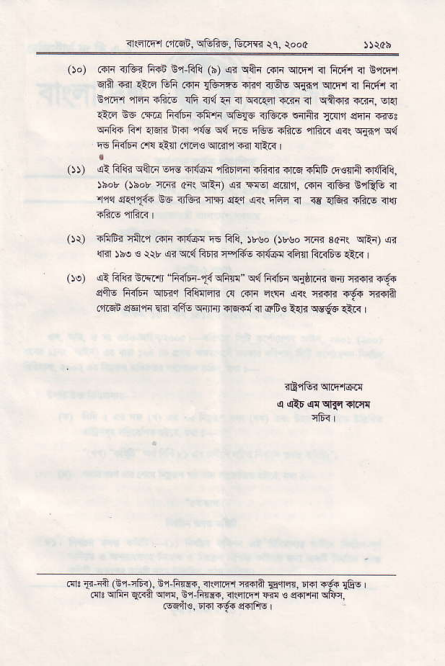 বাংলাদেশ গেজেট, অতিরিক্ত, ডিসেম্বর ২৭, ২০০৫ ১১২৫৯
(১০) কোন ব্যক্তির নিকট উপ-বিধি (৯) এর অধীন কোন আদেশ বা নির্দেশ বা উপদেশ
জারী করা হইলে তিনি কোন যুক্তিসঙ্গত কারণ ব্যতীত অনুরূপ আদেশ বা নির্দেশ বা
উপদেশ পালন করিতে যদি ব্যর্থ হন বা অবহেলা করেন বা অস্বীকার করেন, তাহা
হইলে উক্ত ক্ষেত্রে নির্বাচন কমিশন অভিযুক্ত ব্যক্তিকে শুনানীর সুযোগ প্রদান করতঃ
অনধিক বিশ হাজার টাকা পর্যন্ত অর্থ দন্ডে দন্ডিত করিতে পারিবে এবং অনুরূপ অর্থ
দন্ড নির্বাচন শেষ হইয়া গেলেও আরোপ করা যাইবে।
(১১) এই বিধির অধীনে তদন্ত কার্যক্রম পরিচালনা করিবার কাজে কমিটি দেওয়ানী কার্যবিধি,
১৯০৮ (১৯০৮ সনের ৫নং আইন) এর ক্ষমতা প্রয়োগ, কোন ব্যক্তির উপস্থিতি বা
শপথ গ্রহণপূর্বক উক্ত ব্যক্তির সাক্ষ্য গ্রহণ এবং দলিল বা বস্তু হাজির করিতে বাধ্য
করিতে পারিবে।
(১২) কমিটির সমীপে কোন কার্যক্রম দন্ড বিধি, ১৮৬০ (১৮৬০ সনের ৪৫নং আইন) এর
ধারা ১৯৩ ও ২২৮ এর অর্থে বিচার সম্পর্কিত কার্যক্রম বলিয়া বিবেচিত হইবে।
(১৩) এই বিধির উদ্দেশ্যে “নির্বাচন-পূর্ব অনিয়ম” অর্থ নির্বাচন অনুষ্ঠানের জন্য সরকার কর্তৃক
প্রণীত নির্বাচন আচরণ বিধিমালার যে কোন লংঘন এবং সরকার কর্তৃক সরকারী
গেজেট প্রজ্ঞাপন দ্বারা বর্ণিত অন্যান্য কাজকর্ম বা ত্রুটিও ইহার অন্তর্ভুক্ত হইবে।
রাষ্ট্রপতির আদেশক্রমে
এ এইচ এম আবুল কাসেম
সচিব।
মোঃ নূর-নবী (উপ-সচিব), উপ-নিয়ন্ত্রক, বাংলাদেশ সরকারী মুদ্রণালয়, ঢাকা কর্তৃক মুদ্রিত।
মোঃ আমিন জুবেরী আলম, উপ-নিয়ন্ত্রক, বাংলাদেশ ফরম ও প্রকাশনা অফিস,
তেজগাঁও, ঢাকা কর্তৃক প্রকাশিত।